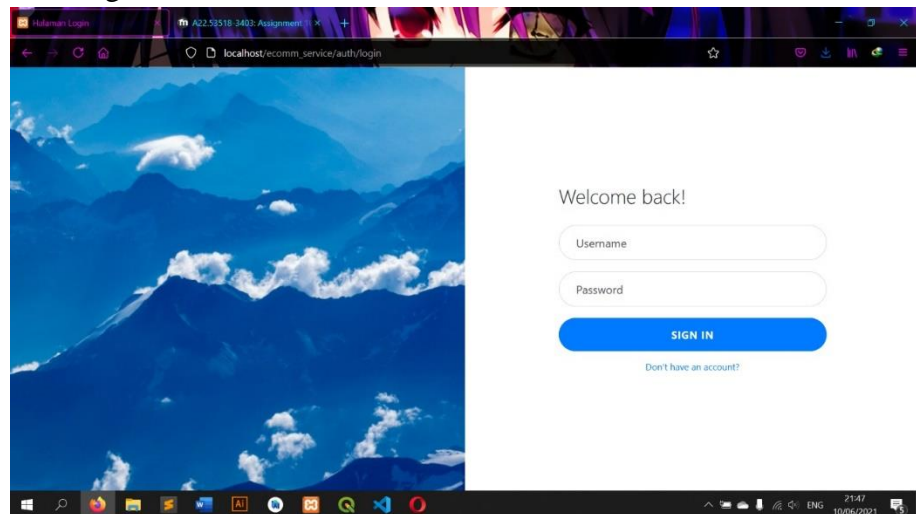 Halaman Login
A22.53518-3403: Assignment
localhost/ecomm_service/auth/login
Welcome back!
Username
Password
SIGN IN
Don't have an account?
ENG
21:47
10/06/2021